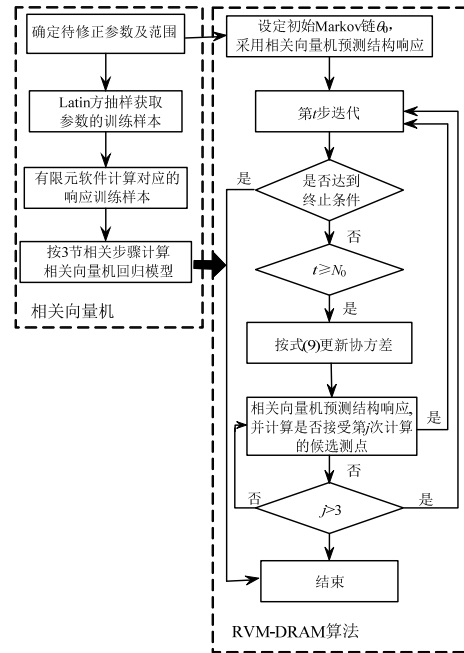 确定待修正参数及范围
Latin方抽样获取
参数的训练样本
有限元软件计算对应的
响应训练样本
按3节相关步骤计算
相关向量机回归模型
相关向量机
设定初始Markov链θ0,
采用相关向量机预测结构响应
第t步迭代
是
是否达到
终止条件
否
t≥N0
是
按式(9)更新协方差
相关向量机预测结构响应,
并计算是否接受第j次计算
的候选测点
是
否
否
j>3
是
结束
RVM-DRAM算法